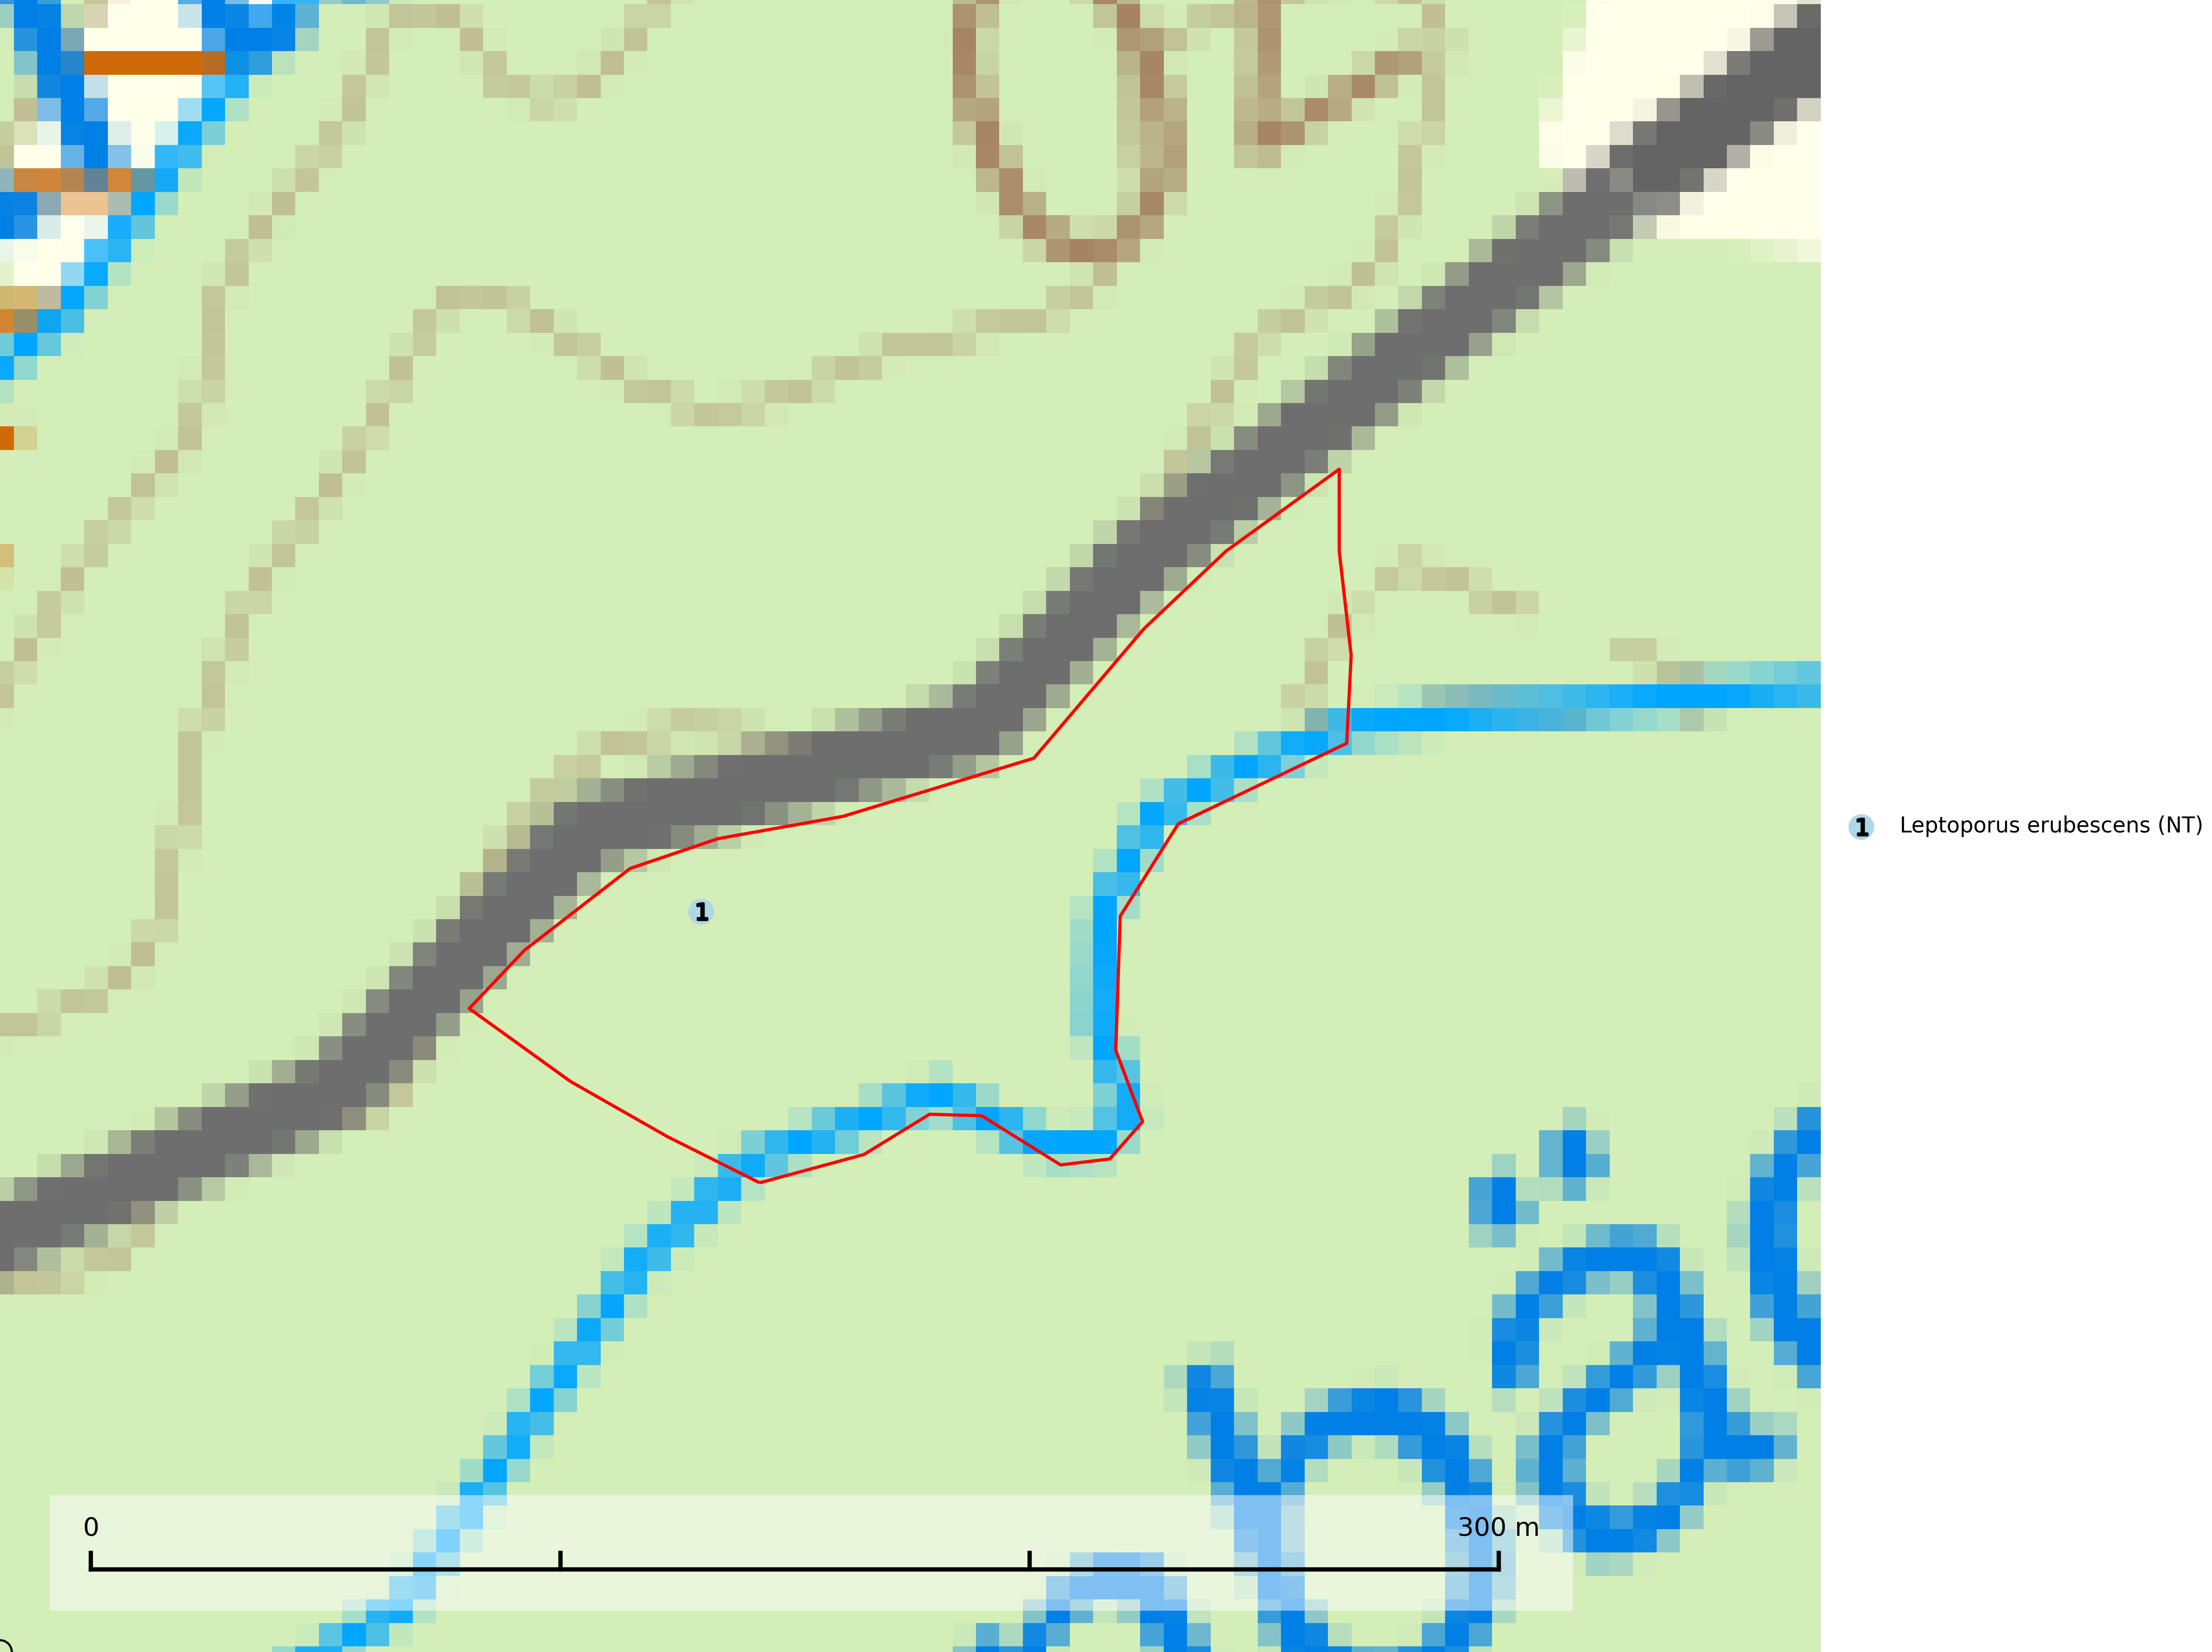 1
1 Leptoporus erubescens (NT)
0 300 m